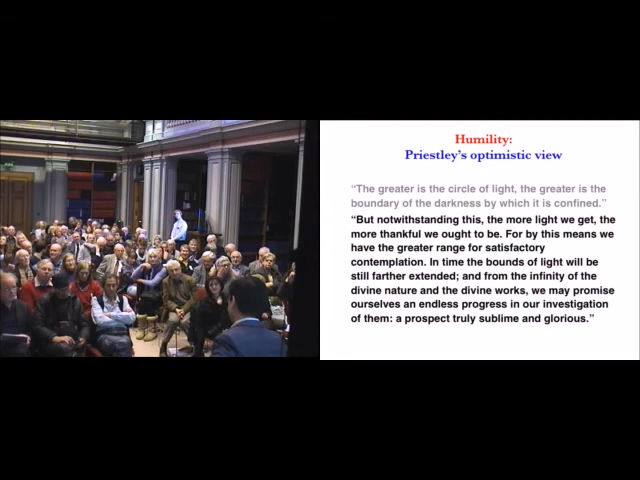 Humility:
Priestley's optimistic view
“The greater is the circle of light, the greater is the
boundary of the darkness by which it is confined.”
“But notwithstanding this, the more light we get, the
more thankful we ought to be. For by this means we
have the greater range for satisfactory
contemplation. In time the bounds of light will be
still farther extended; and from the infinity of the
divine nature and the divine works, we may promise
ourselves an endless progress in our investigation
of them: a prospect truly sublime and glorious.”